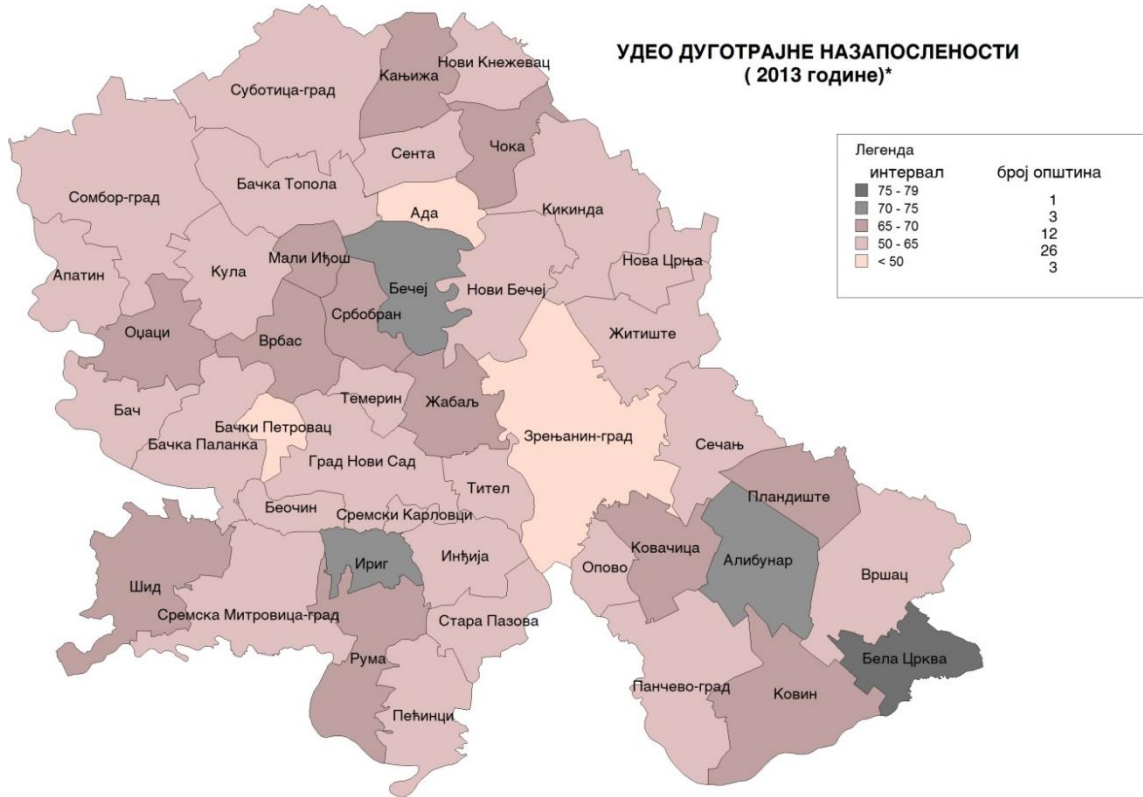 УДЕО ДУГОТРАЈНЕ НАЗАПОСЛЕНОСТИ
( 2013 године)*
Легенда
интервал број општина
75 - 79 1
70 - 75 3
65 - 70 12
50 - 65 26
< 50 3
Нови Кнежевац
Кањижа
Суботица-град
Чока
Сента
Бачка Топола
Сомбор-град
Ада
Кикинда
Мали Иђош
Нова Црња
Кула
Апатин
Бечеј
Нови Бечеј
Србобран
Оџаци
Врбас
Житиште
Темерин
Жабаљ
Бач
Бачки Петровац
Бачка Паланка
Зрењанин-град
Сечањ
Град Нови Сад
Тител
Пландиште
Беочин
Сремски Карловци
Ковачица
Инђија
Алибунар
Ириг
Опово
Вршац
Шид
Сремска Митровица-град
Стара Пазова
Рума
Бела Црква
Панчево-град
Ковин
Пећинци